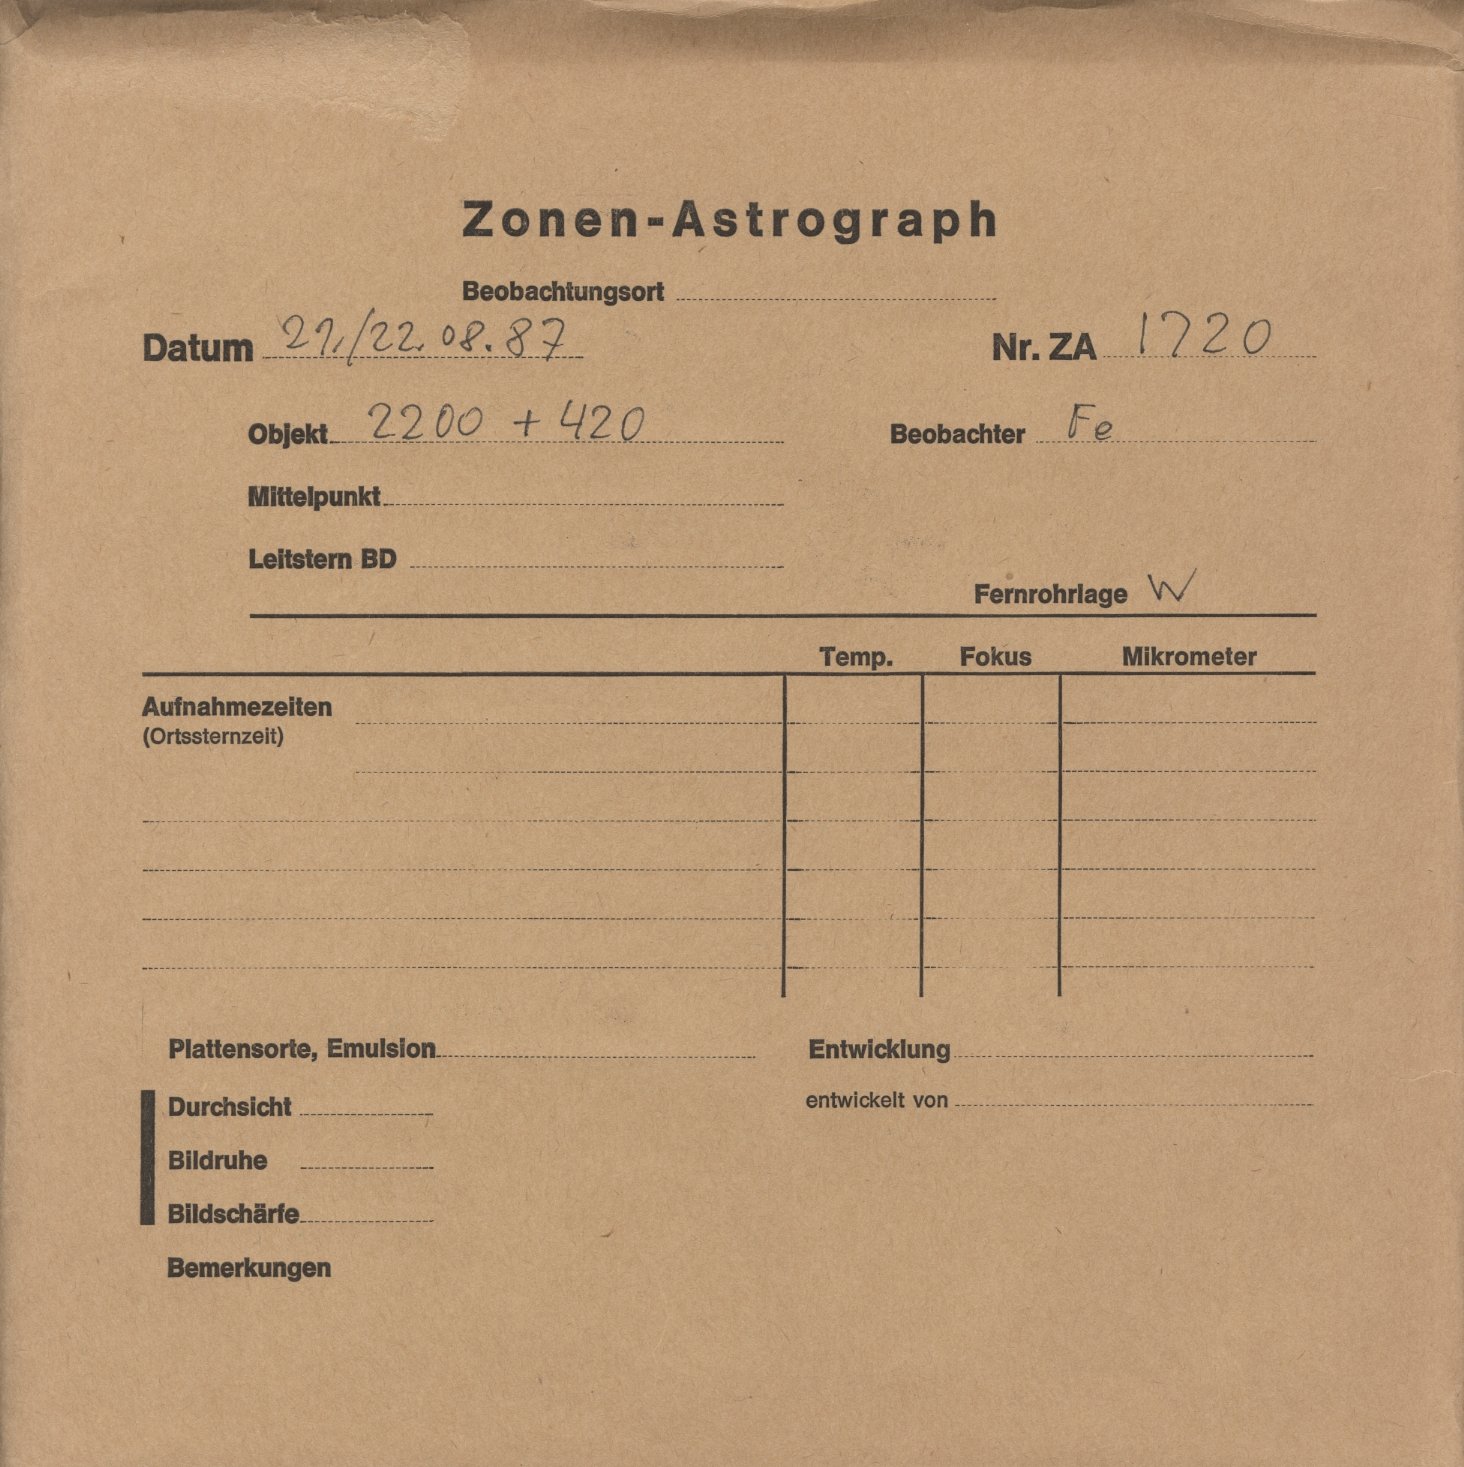 Zonen-Astrograph
Beobachtungsort
Datum 21./22.08.87 Nr. ZA 1720
Objekt 2200 + 420 Beobachter Fe
Mittelpunkt
Leitstern BD
Fernrohrlage W
Temp. Fokus Mikrometer
Aufnahmezeiten
(Ortssternzeit)
Plattensorte, Emulsion Entwicklung
Durchsicht entwickelt von
Bildruhe
Bildschärfe
Bemerkungen